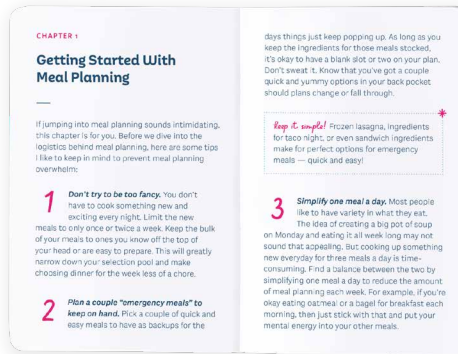 CHAPTER 1
Getting Started With
Meal Planning
If jumping into meal planning sounds intimidating,
this chapter is for you. Before we dive into the
logistics behind meal planning, here are some tips
I like to keep in mind to prevent meal planning
overwhelm:
1 Don't try to be too fancy. You don't
have to cook something new and
exciting every night. Limit the new
meals to only once or twice a week. Keep the bulk
of your meals to ones you know off the top of
your head or are easy to prepare. This will greatly
narrow down your selection pool and make
choosing dinner for the week less of a chore.
2 Plan a couple "emergency meals" to
keep on hand. Pick a couple of quick and
easy meals to have as backups for the
days things just keep popping up. As long as you
keep the ingredients for those meals stocked,
it's okay to have a blank slot or two on your plan.
Don't sweat it. Know that you've got a couple
quick and yummy options in your back pocket
should plans change or fall through.
keep it simple! Frozen lasagna, ingredients
for taco night, or even sandwich ingredients
make for perfect options for emergency
meals — quick and easy!
3 Simplify one meal a day. Most people
like to have variety in what they eat.
The idea of creating a big pot of soup
on Monday and eating it all week long may not
sound that appealing. But cooking up something
new everyday for three meals a day is time-
consuming. Find a balance between the two by
simplifying one meal a day to reduce the amount
of meal planning each week. For example, if you're
okay eating oatmeal or a bagel for breakfast each
morning, then just stick with that and put your
mental energy into your other meals.